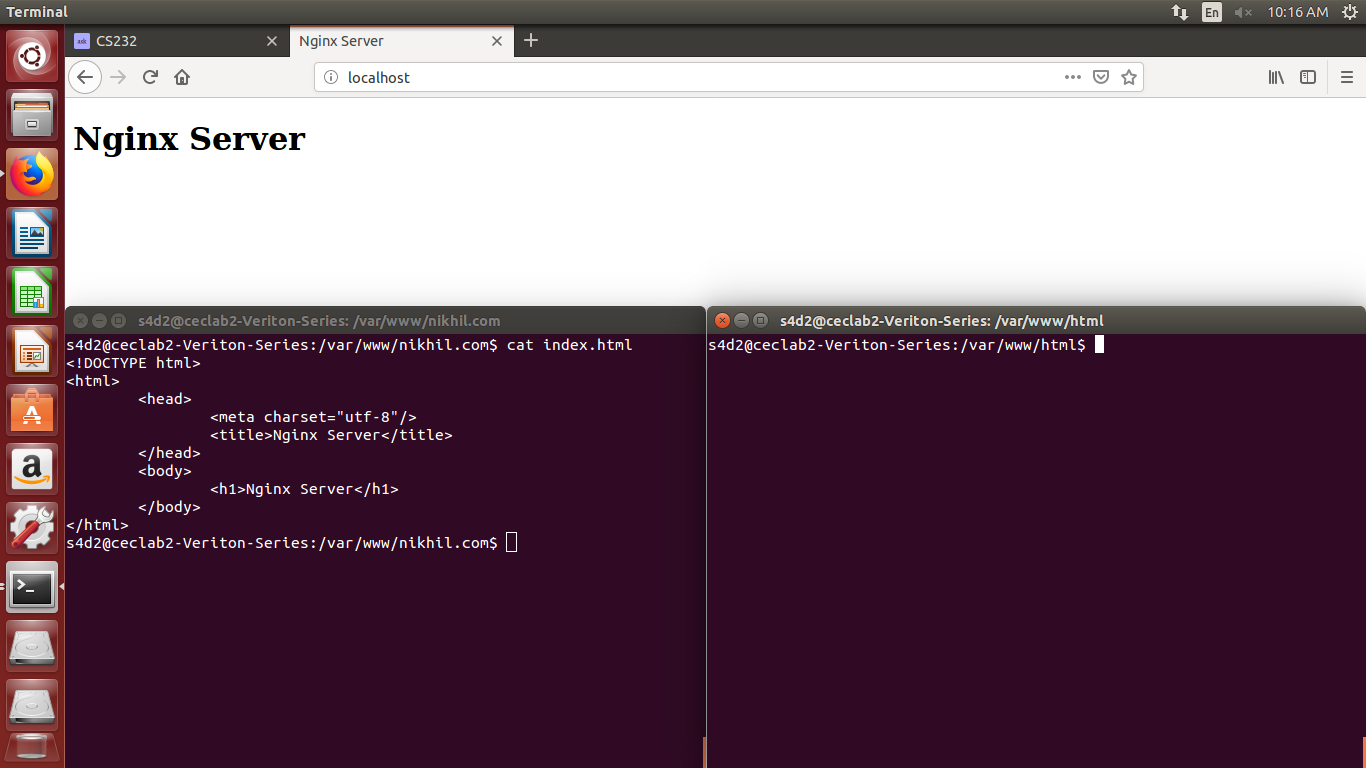 Terminal
En
10:16 AM
ask CS232
Nginx Server
localhost
Nginx Server
s4d2@ceclab2-Veriton-Series: /var/www/nikhil.com
s4d2@ceclab2-Veriton-Series:/var/www/nikhil.com$ cat index.html
<!DOCTYPE html>
<html>
<head>
<meta charset="utf-8"/>
<title>Nginx Server</title>
</head>
<body>
<h1>Nginx Server</h1>
</body>
</html>
s4d2@ceclab2-Veriton-Series:/var/www/nikhil.com$
s4d2@ceclab2-Veriton-Series: /var/www/html
s4d2@ceclab2-Veriton-Series:/var/www/html$